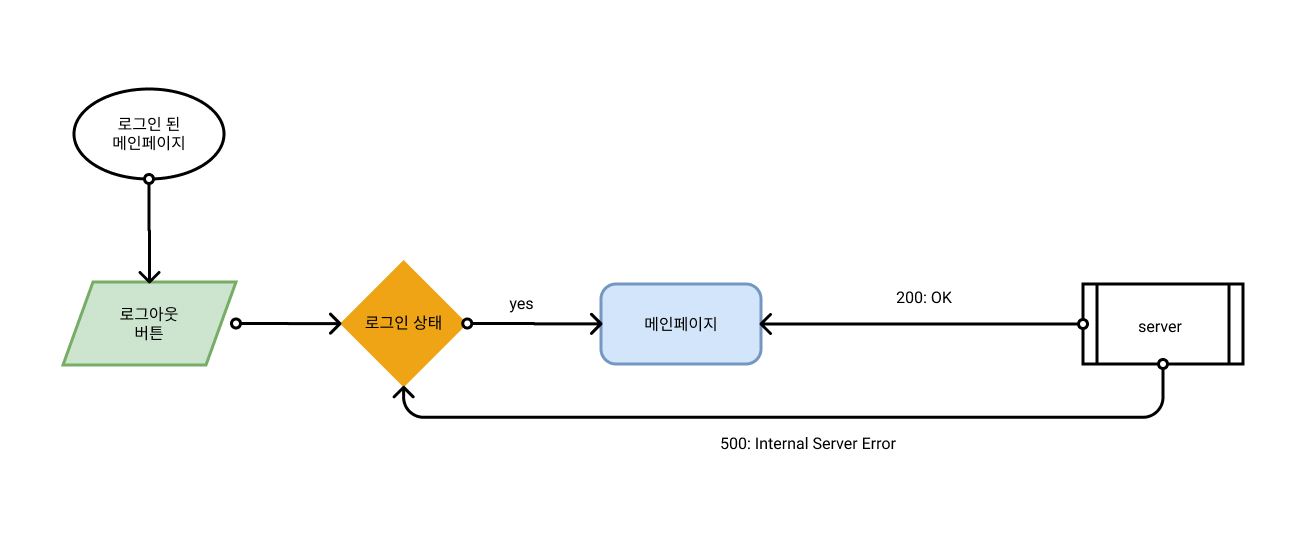 로그인 된
메인페이지
로그아웃
버튼
로그인 상태
yes
메인페이지
200: OK
server
500: Internal Server Error